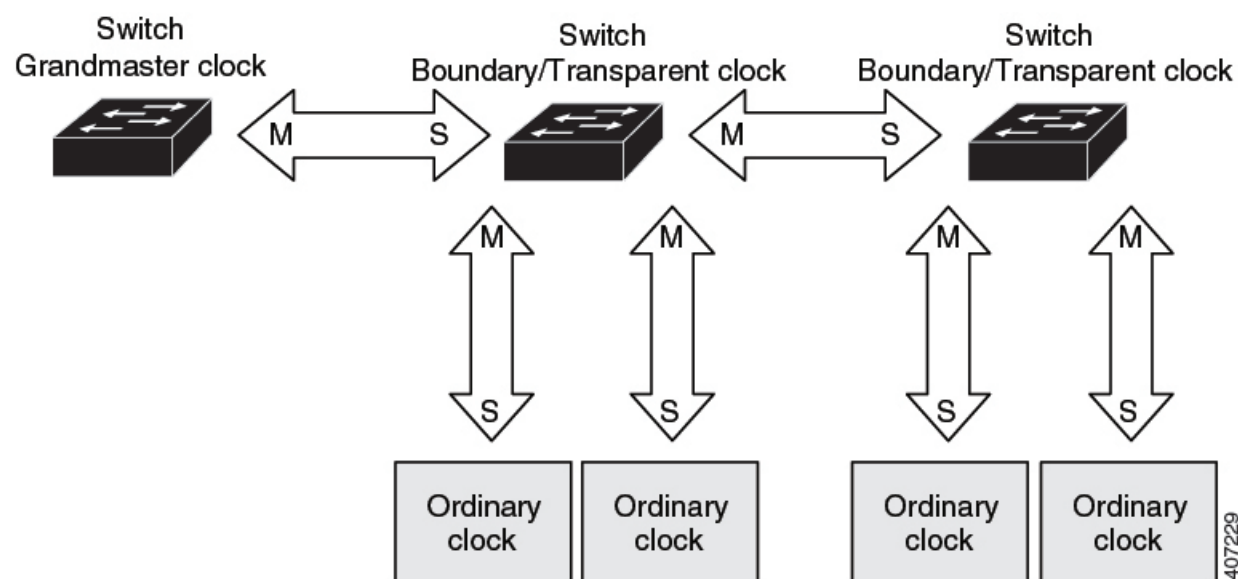 Switch
Grandmaster clock
Switch
Boundary/Transparent clock
Switch
Boundary/Transparent clock
M S
M S
M
M
M
M
S
S
S
S
Ordinary
clock
Ordinary
clock
Ordinary
clock
Ordinary
clock
407229